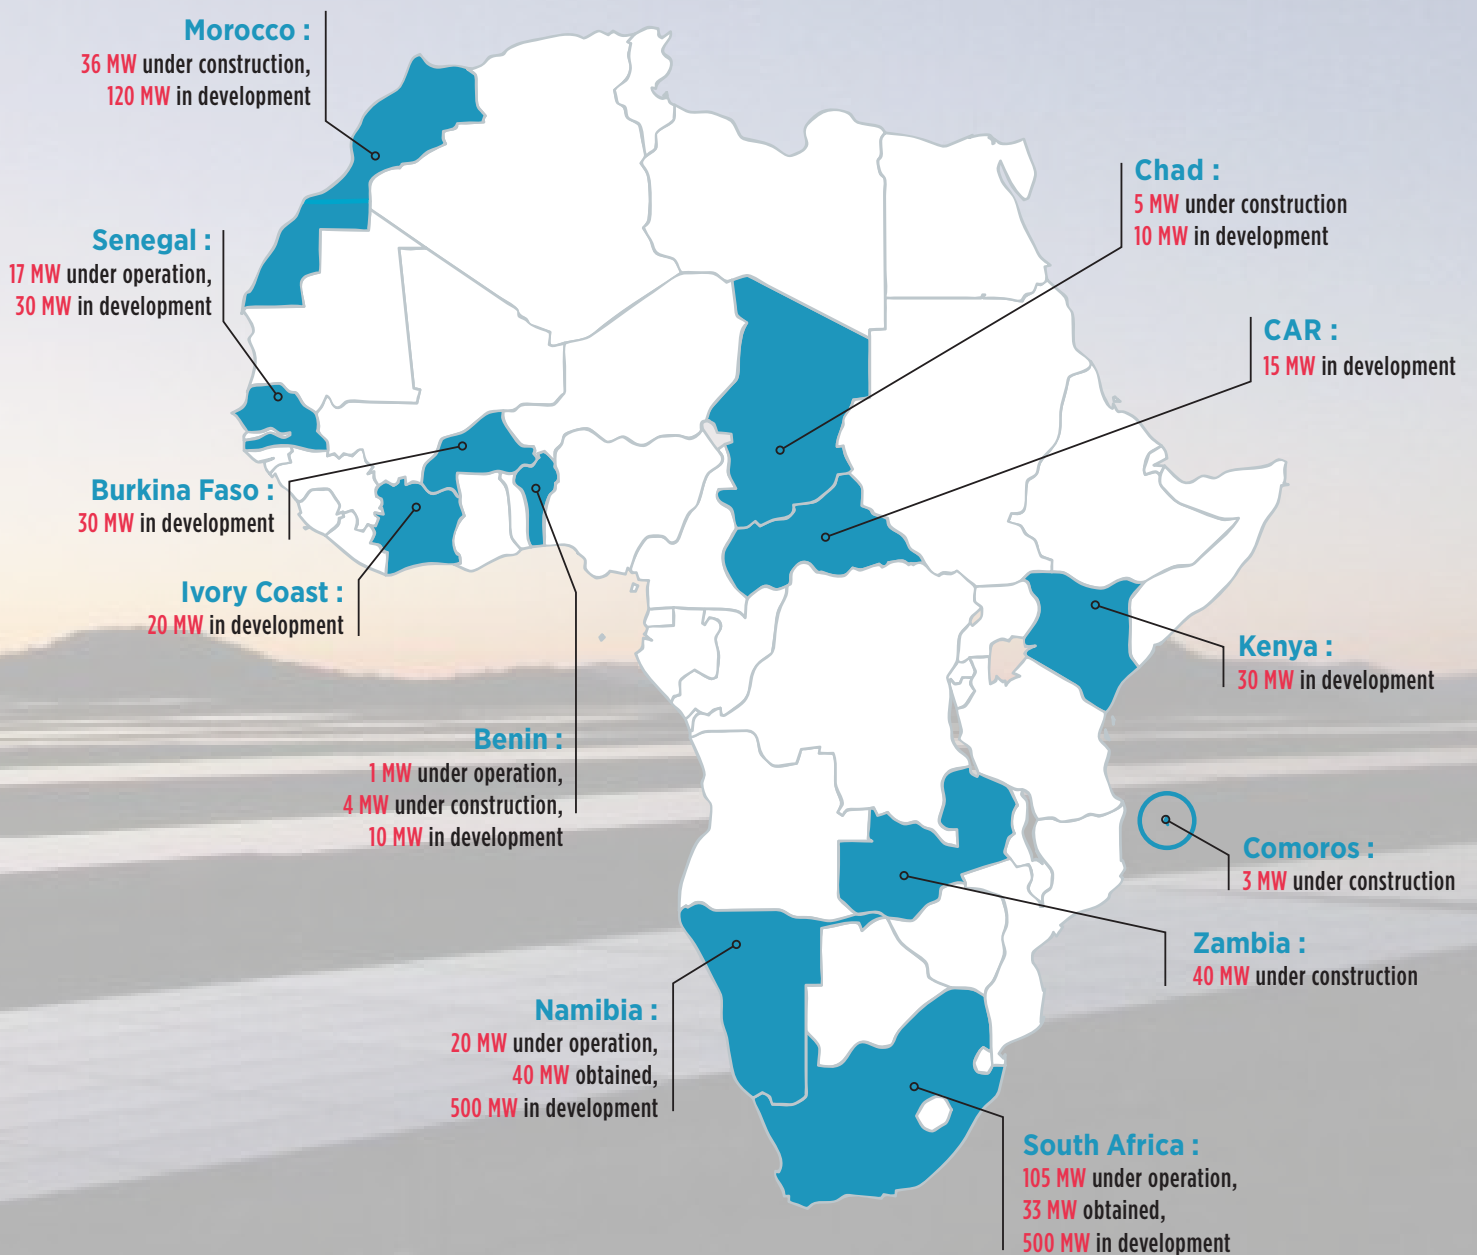 Morocco :
36 MW under construction,
120 MW in development
Senegal :
17 MW under operation,
30 MW in development
Burkina Faso :
30 MW in development
Ivory Coast :
20 MW in development
Benin :
1 MW under operation,
4 MW under construction,
10 MW in development
Namibia :
20 MW under operation,
40 MW obtained,
500 MW in development
Chad :
5 MW under construction
10 MW in development
CAR :
15 MW in development
Kenya :
30 MW in development
Comoros :
3 MW under construction
Zambia :
40 MW under construction
South Africa :
105 MW under operation,
33 MW obtained,
500 MW in development